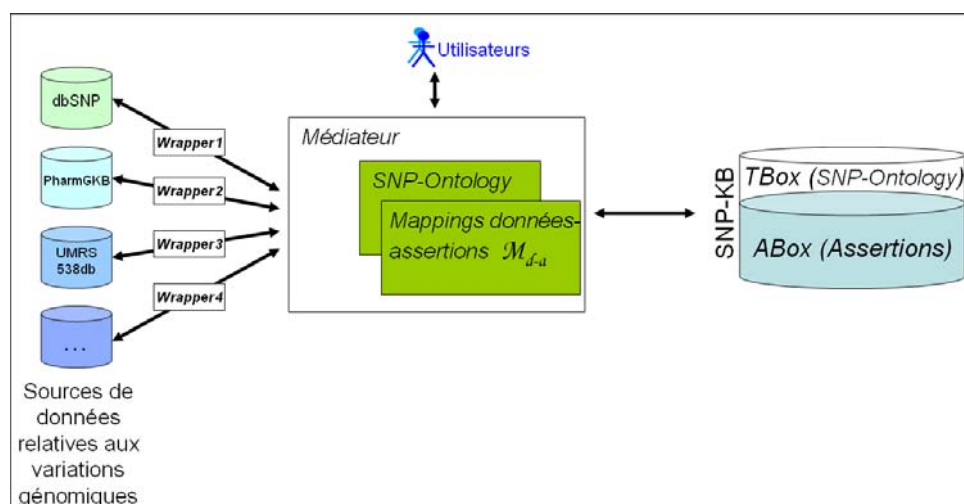 Utilisateurs
dbSNP
PharmGKB
UMRS
538db
...
Wrapper1
Wrapper2
Wrapper3
Wrapper4
Sources de
données
relatives aux
variations
génomiques
Médiateur
SNP-Ontology
Mappings données-
assertions M d-a
SNP-KB
TBox (SNP-Ontology)
ABox (Assertions)